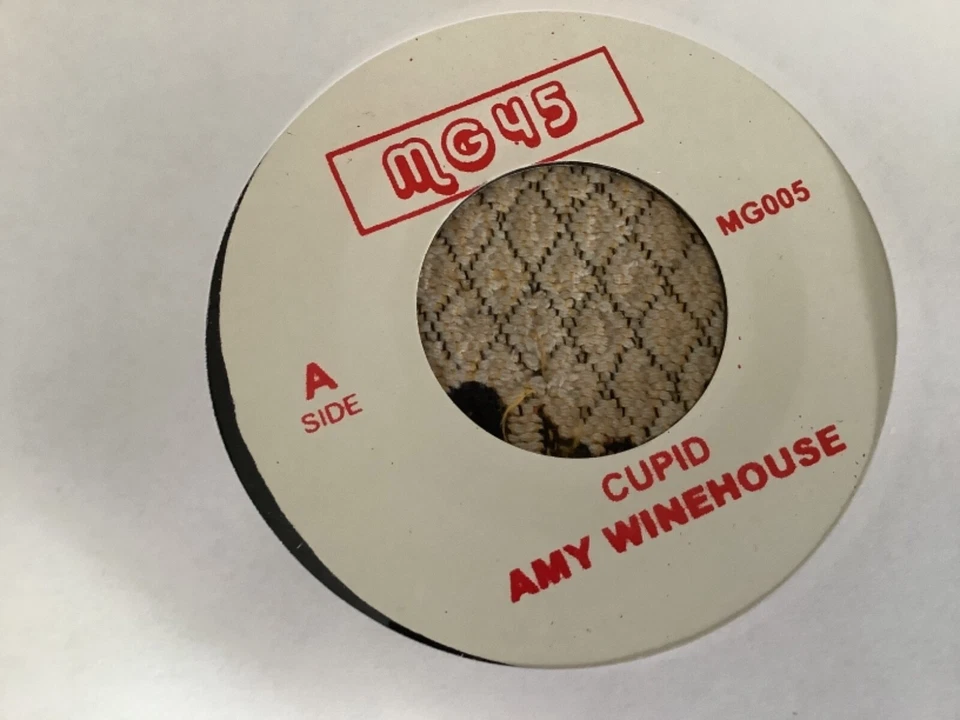 MG45
MG005
A
SIDE
CUPID
AMY WINEHOUSE